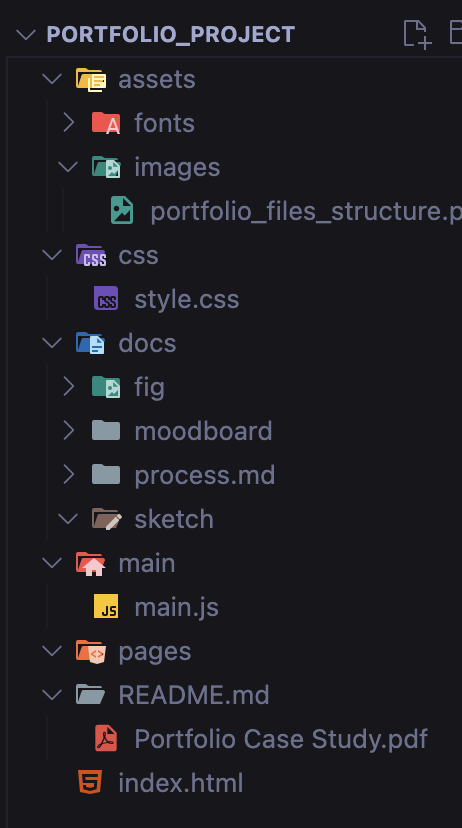 PORTFOLIO_PROJECT
assets
fonts
images
portfolio_files_structure.p
css
style.css
docs
fig
moodboard
process.md
sketch
main
main.js
pages
README.md
Portfolio Case Study.pdf
index.html